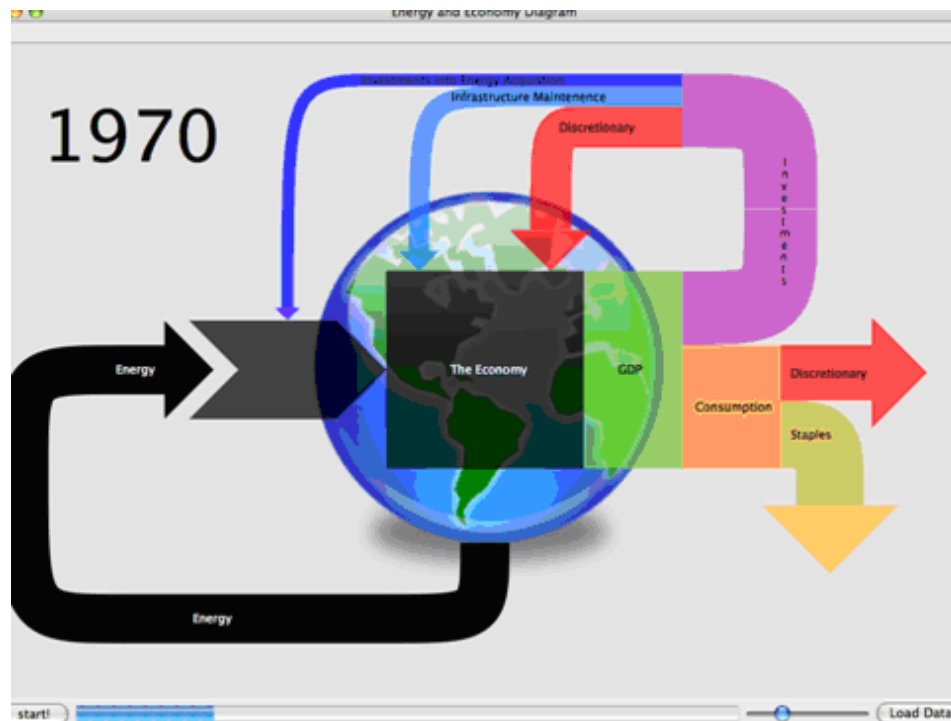 Energy and Economy Diagram
1970
Investments into Energy Acquistion
Infrastructure Maintenence
Discretionary
Investments
Energy
The Economy
GDP
Consumption
Discretionary
Staples
Energy
start!
Load Data